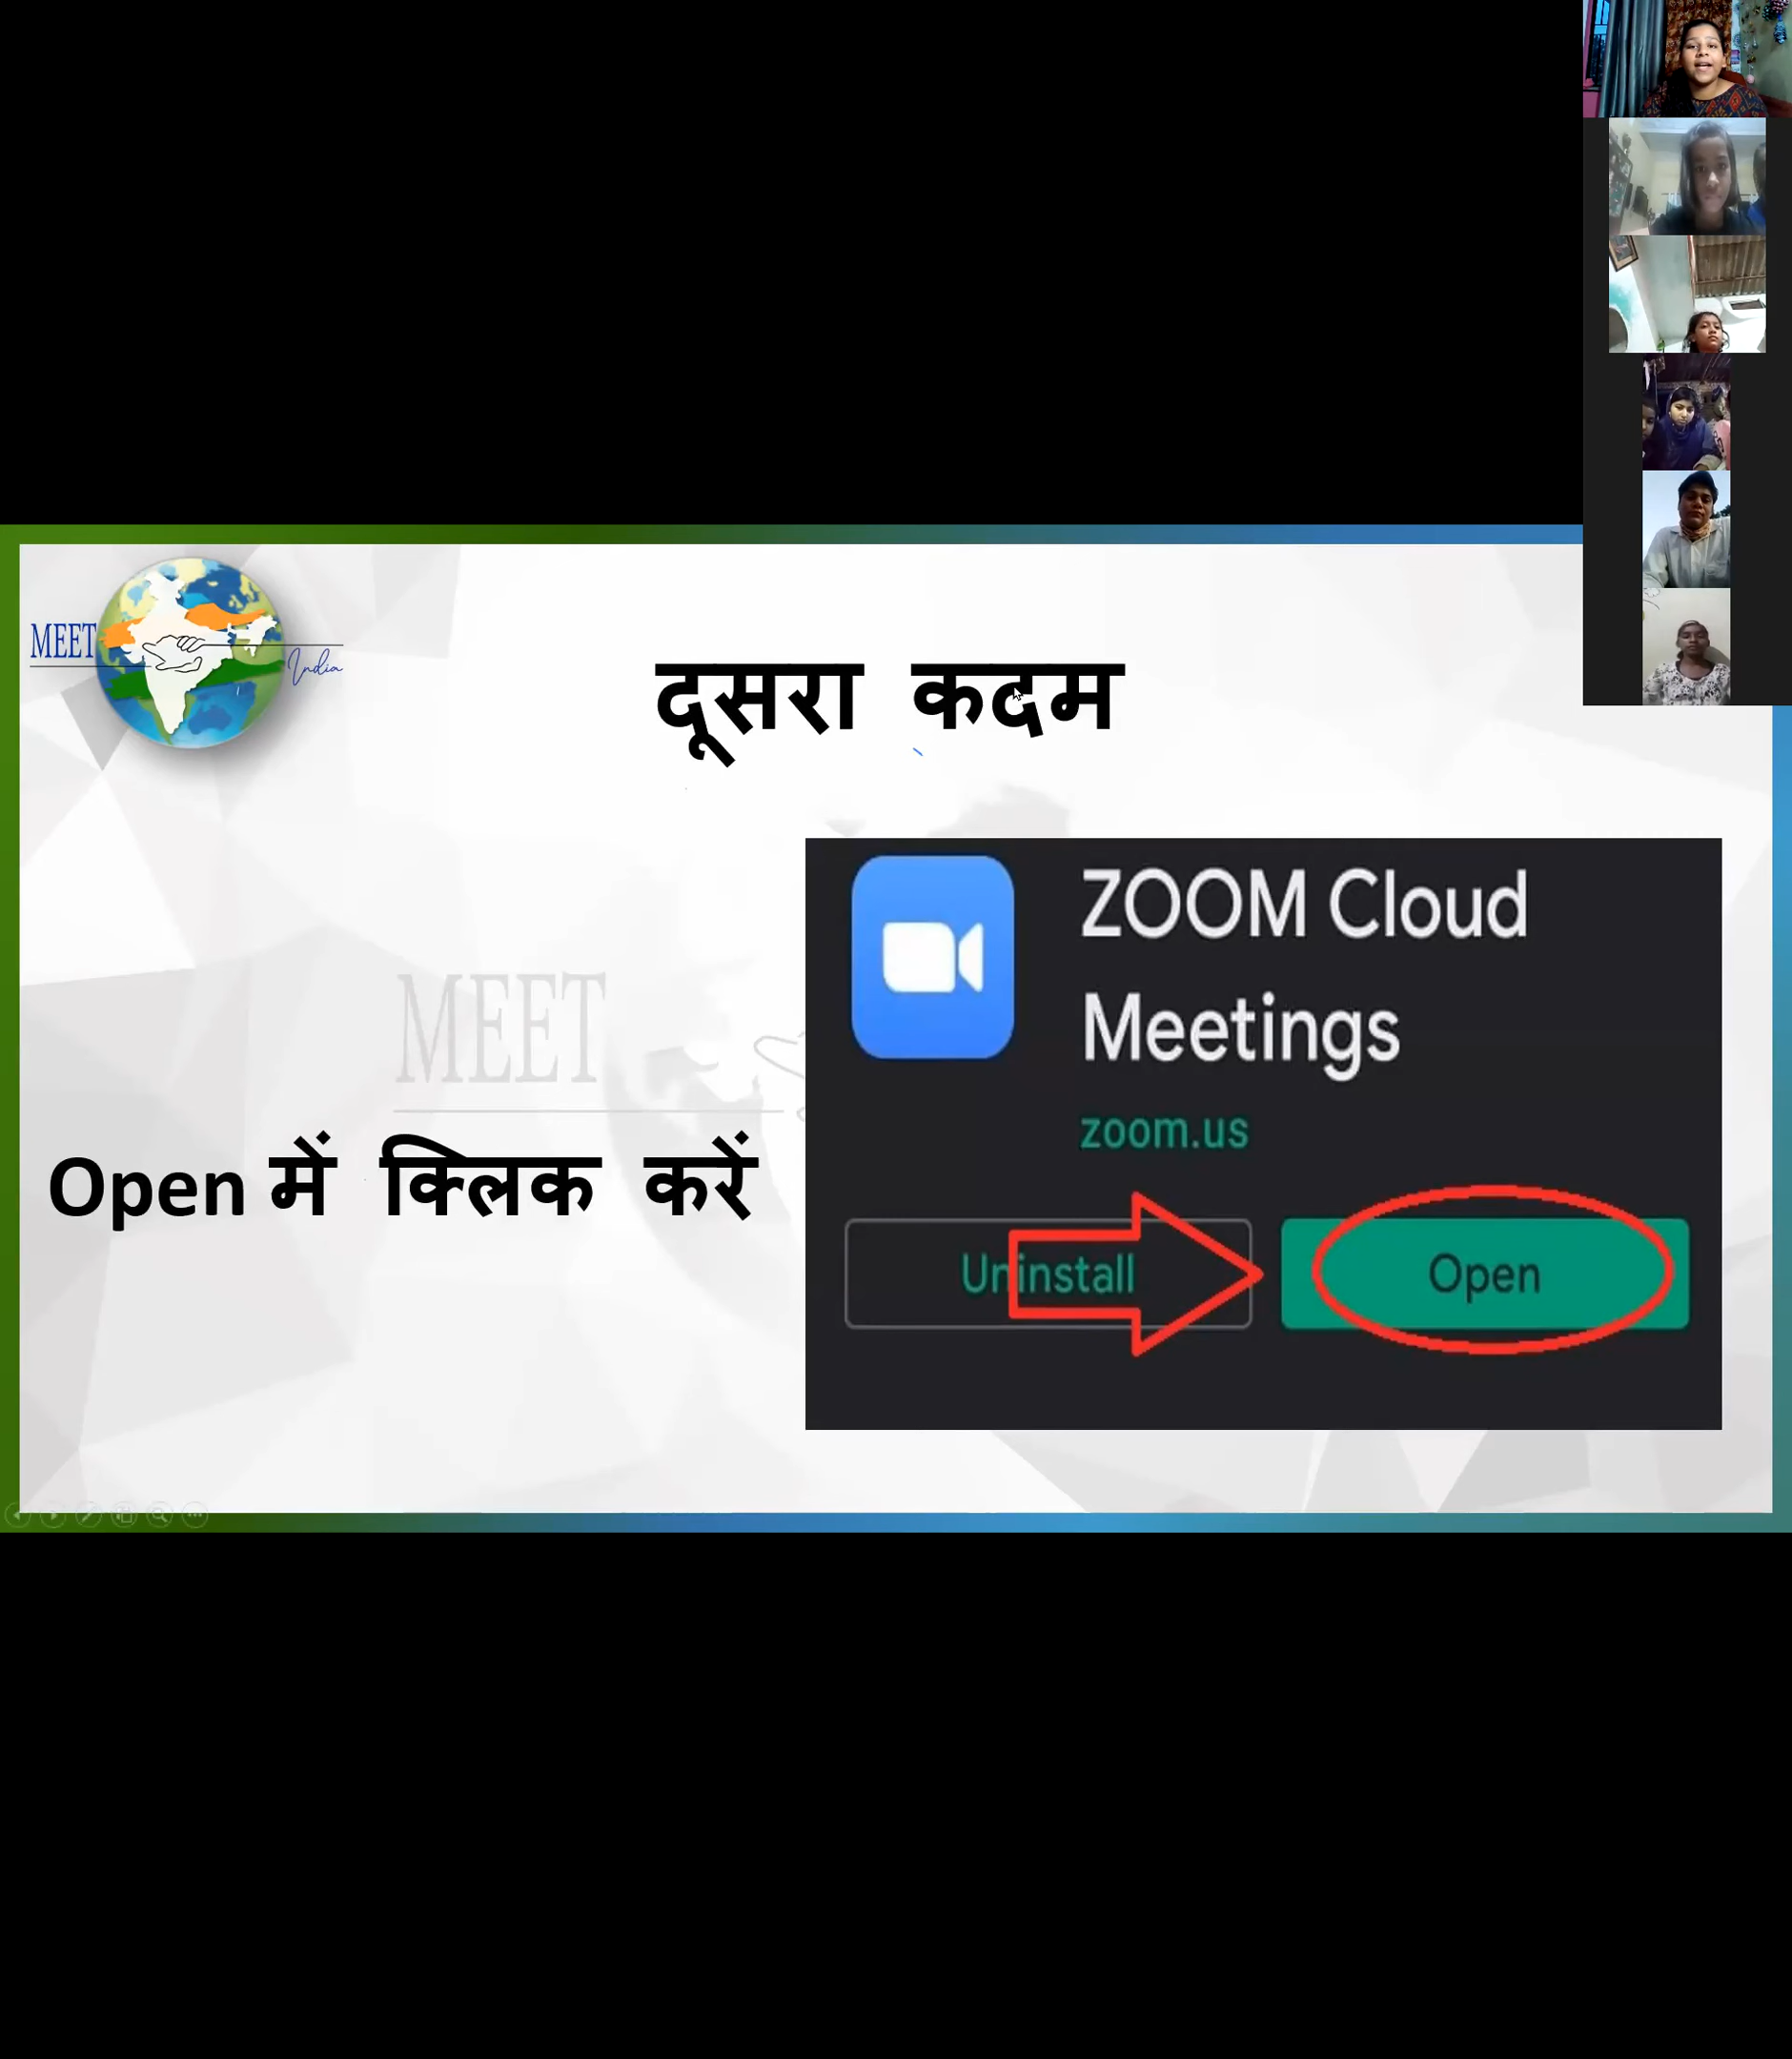 MEET
India
दूसरा कदम
ZOOM Cloud
Meetings
zoom.us
MEET
Open में क्लिक करें
Uninstall
Open